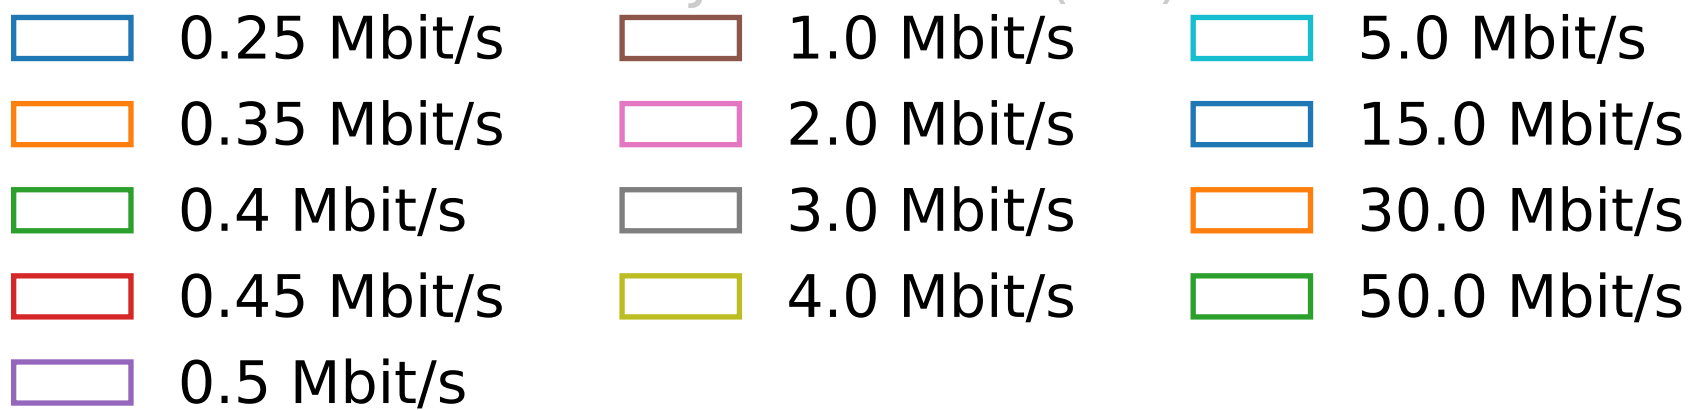 0.25 Mbit/s
0.35 Mbit/s
0.4 Mbit/s
0.45 Mbit/s
0.5 Mbit/s
1.0 Mbit/s
2.0 Mbit/s
3.0 Mbit/s
4.0 Mbit/s
5.0 Mbit/s
15.0 Mbit/s
30.0 Mbit/s
50.0 Mbit/s